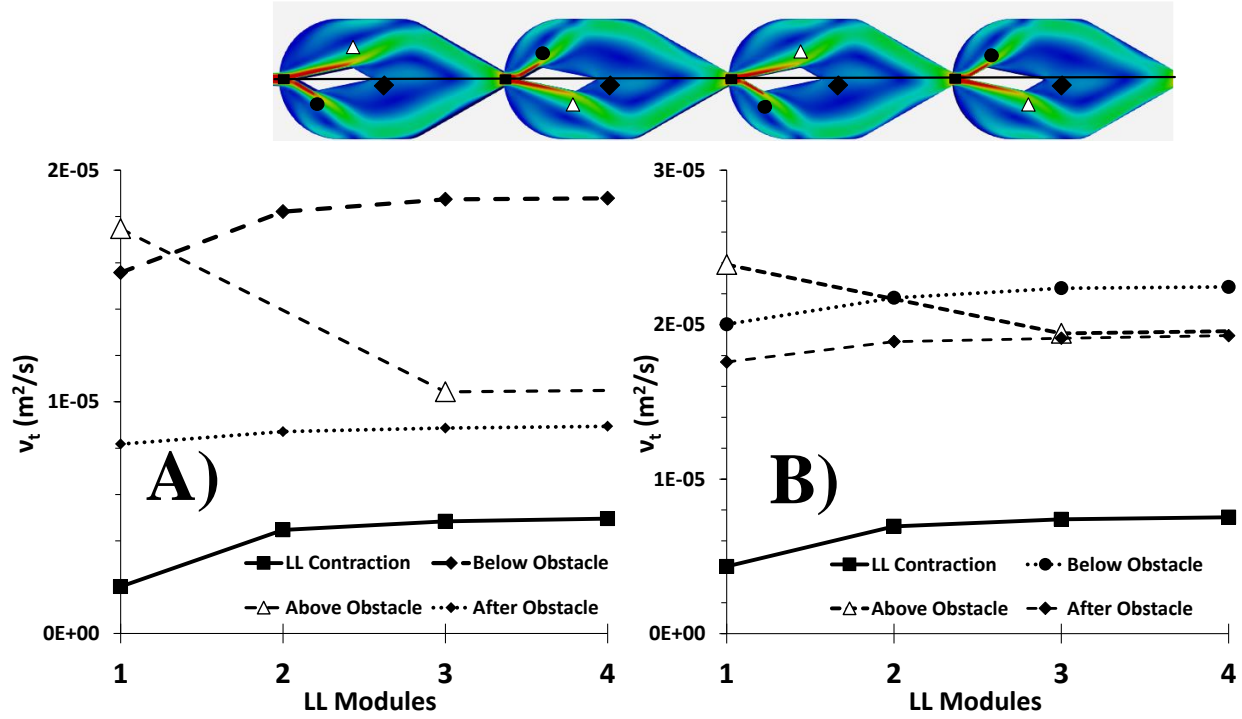 2E-05
1E-05
0E+00
νt (m²/s)
A)
LL Contraction
Below Obstacle
Above Obstacle
After Obstacle
1 2 3 4
LL Modules
3E-05
2E-05
1E-05
0E+00
νt (m²/s)
B)
LL Contraction
Below Obstacle
Above Obstacle
After Obstacle
1 2 3 4
LL Modules